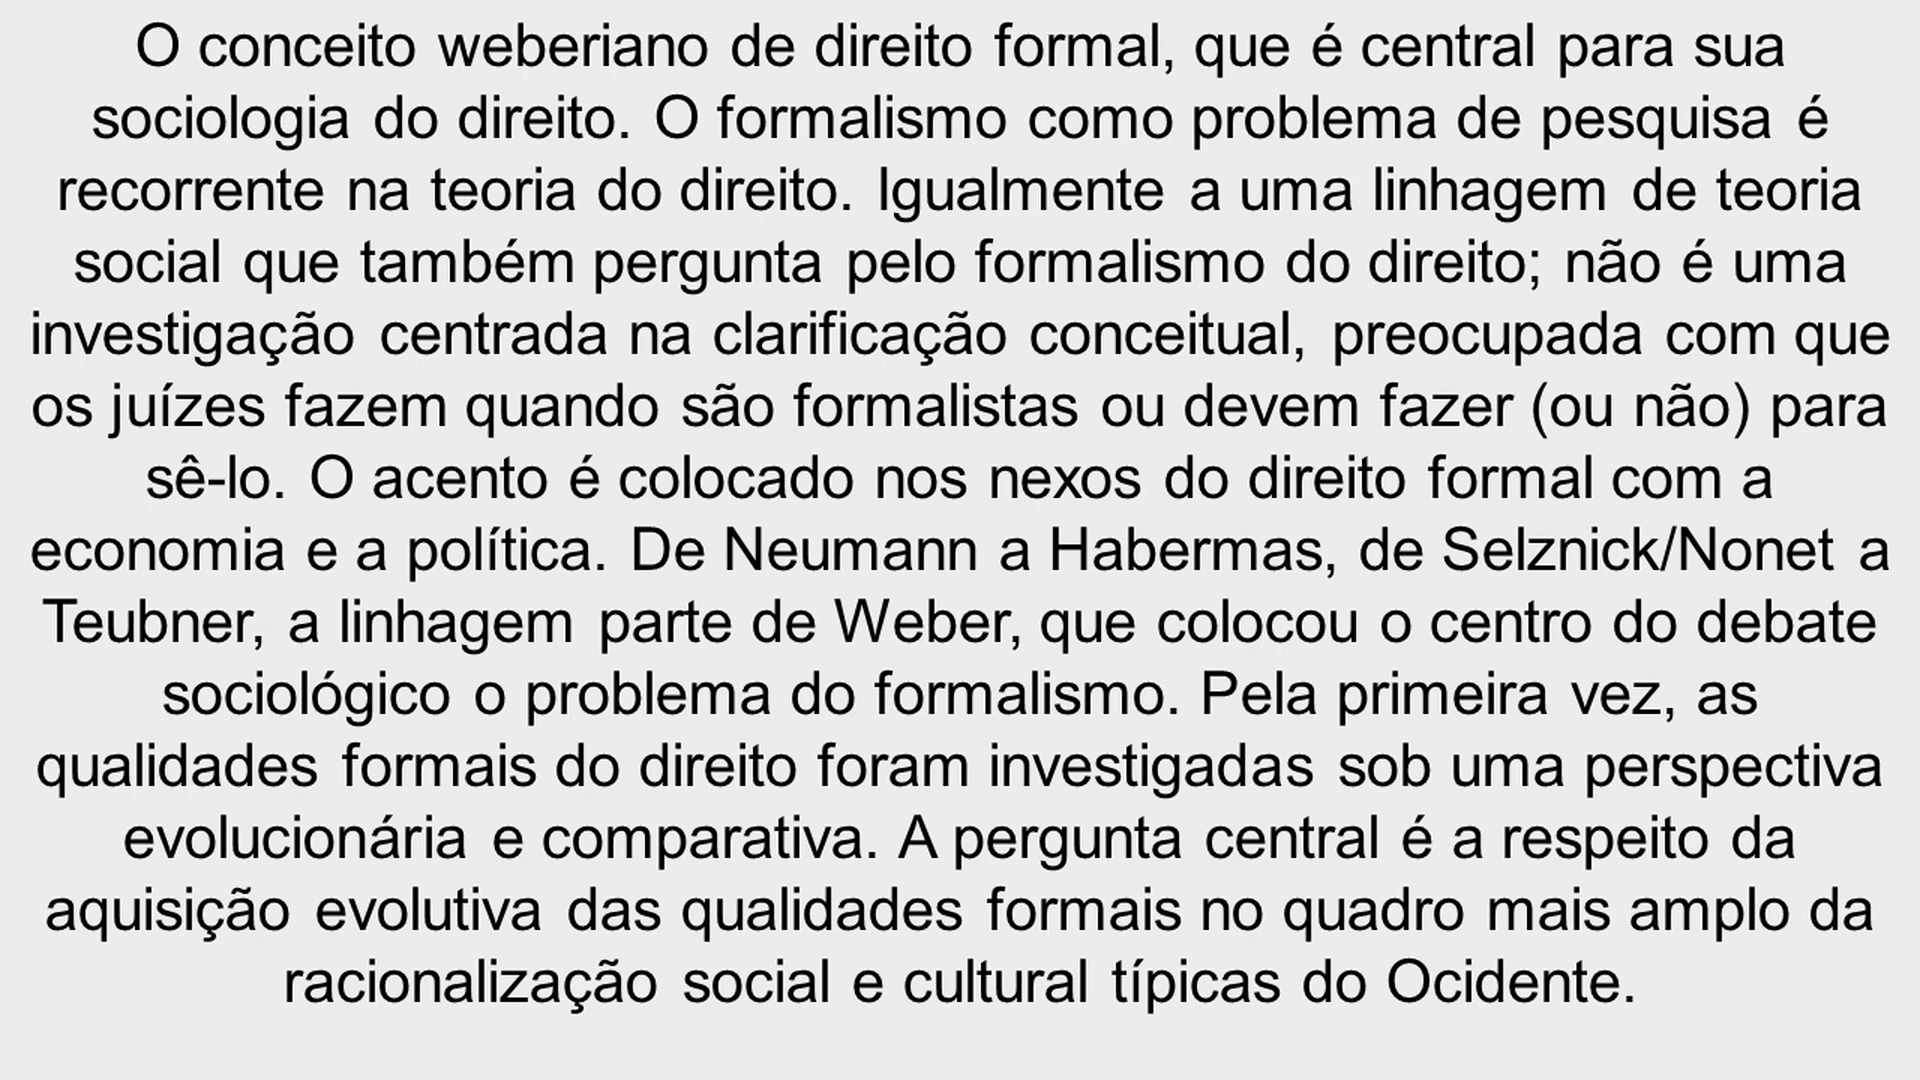 O conceito weberiano de direito formal, que é central para sua
sociologia do direito. O formalismo como problema de pesquisa é
recorrente na teoria do direito. Igualmente a uma linhagem de teoria
social que também pergunta pelo formalismo do direito; não é uma
investigação centrada na clarificação conceitual, preocupada com que
os juízes fazem quando são formalistas ou devem fazer (ou não) para
sê-lo. O acento é colocado nos nexos do direito formal com a
economia e a política. De Neumann a Habermas, de Selznick/Nonet a
Teubner, a linhagem parte de Weber, que colocou o centro do debate
sociológico o problema do formalismo. Pela primeira vez, as
qualidades formais do direito foram investigadas sob uma perspectiva
evolucionária e comparativa. A pergunta central é a respeito da
aquisição evolutiva das qualidades formais no quadro mais amplo da
racionalização social e cultural típicas do Ocidente.